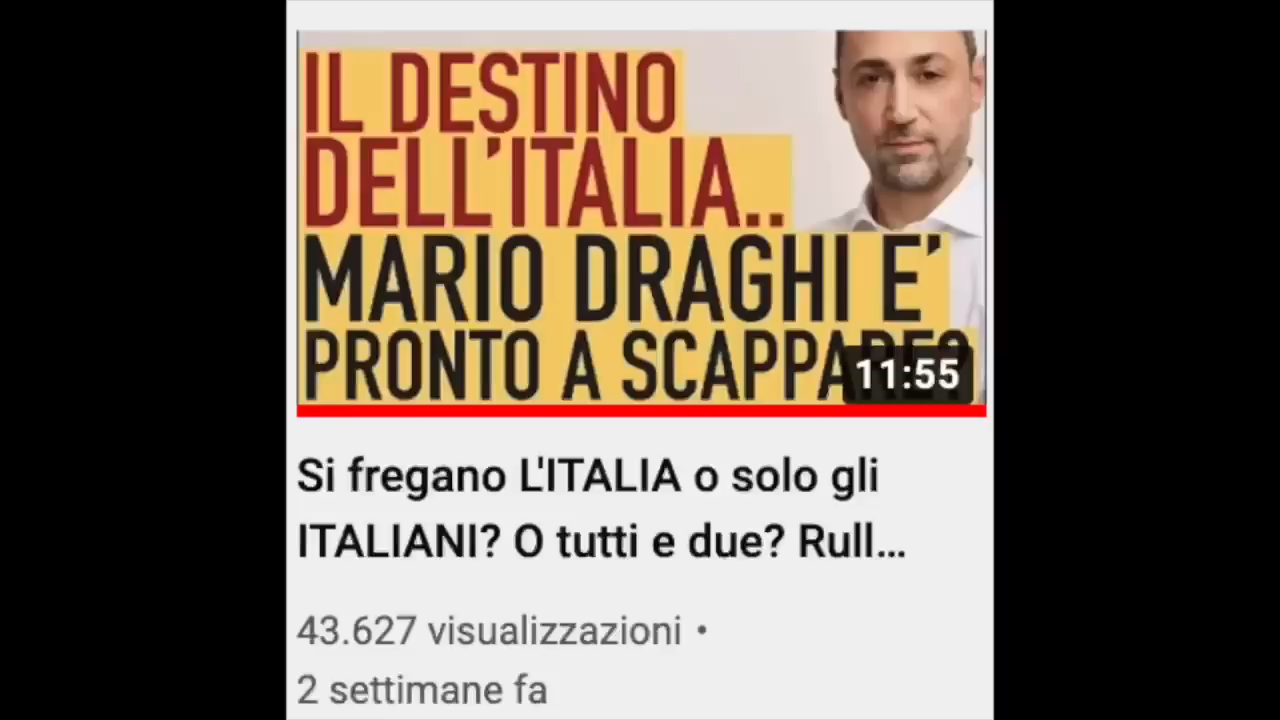 IL DESTINO
DELL'ITALIA..
MARIO DRAGHI E'
PRONTO A SCAPPARE?
11:55
Si fregano L'ITALIA o solo gli
ITALIANI? O tutti e due? Rull...
43.627 visualizzazioni •
2 settimane fa